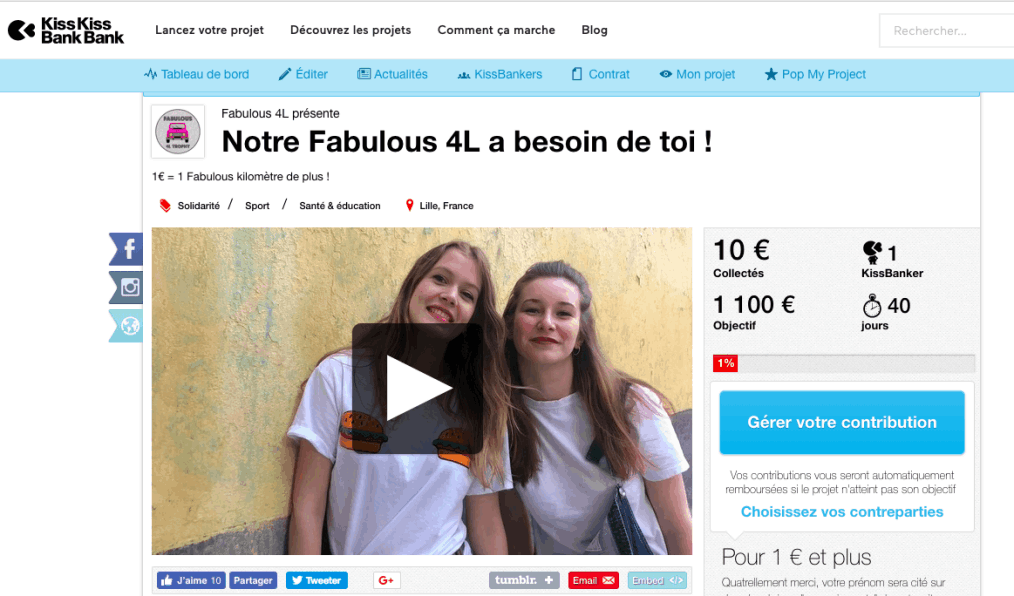 KissKiss
BankBank
Lancez votre projet Découvrez les projets Comment ça marche Blog
Rechercher...
Tableau de bord Éditer Actualités KissBankers Contrat Mon projet Pop My Project
FABULOUS
4L TROPHY
Fabulous 4L présente
Notre Fabulous 4L a besoin de toi !
1€ = 1 Fabulous kilomètre de plus !
Solidarité / Sport / Santé & éducation Lille, France
10 €
Collectés
1
KissBanker
1 100 €
Objectif
40
jours
1%
Gérer votre contribution
Vos contributions vous seront automatiquement
remboursées si le projet n'atteint pas son objectif
Choisissez vos contreparties
Pour 1 € et plus
Quatrellement merci, votre prénom sera cité sur
J'aime 10 Partager Tweeter G+ tumblr. + Email Embed </>